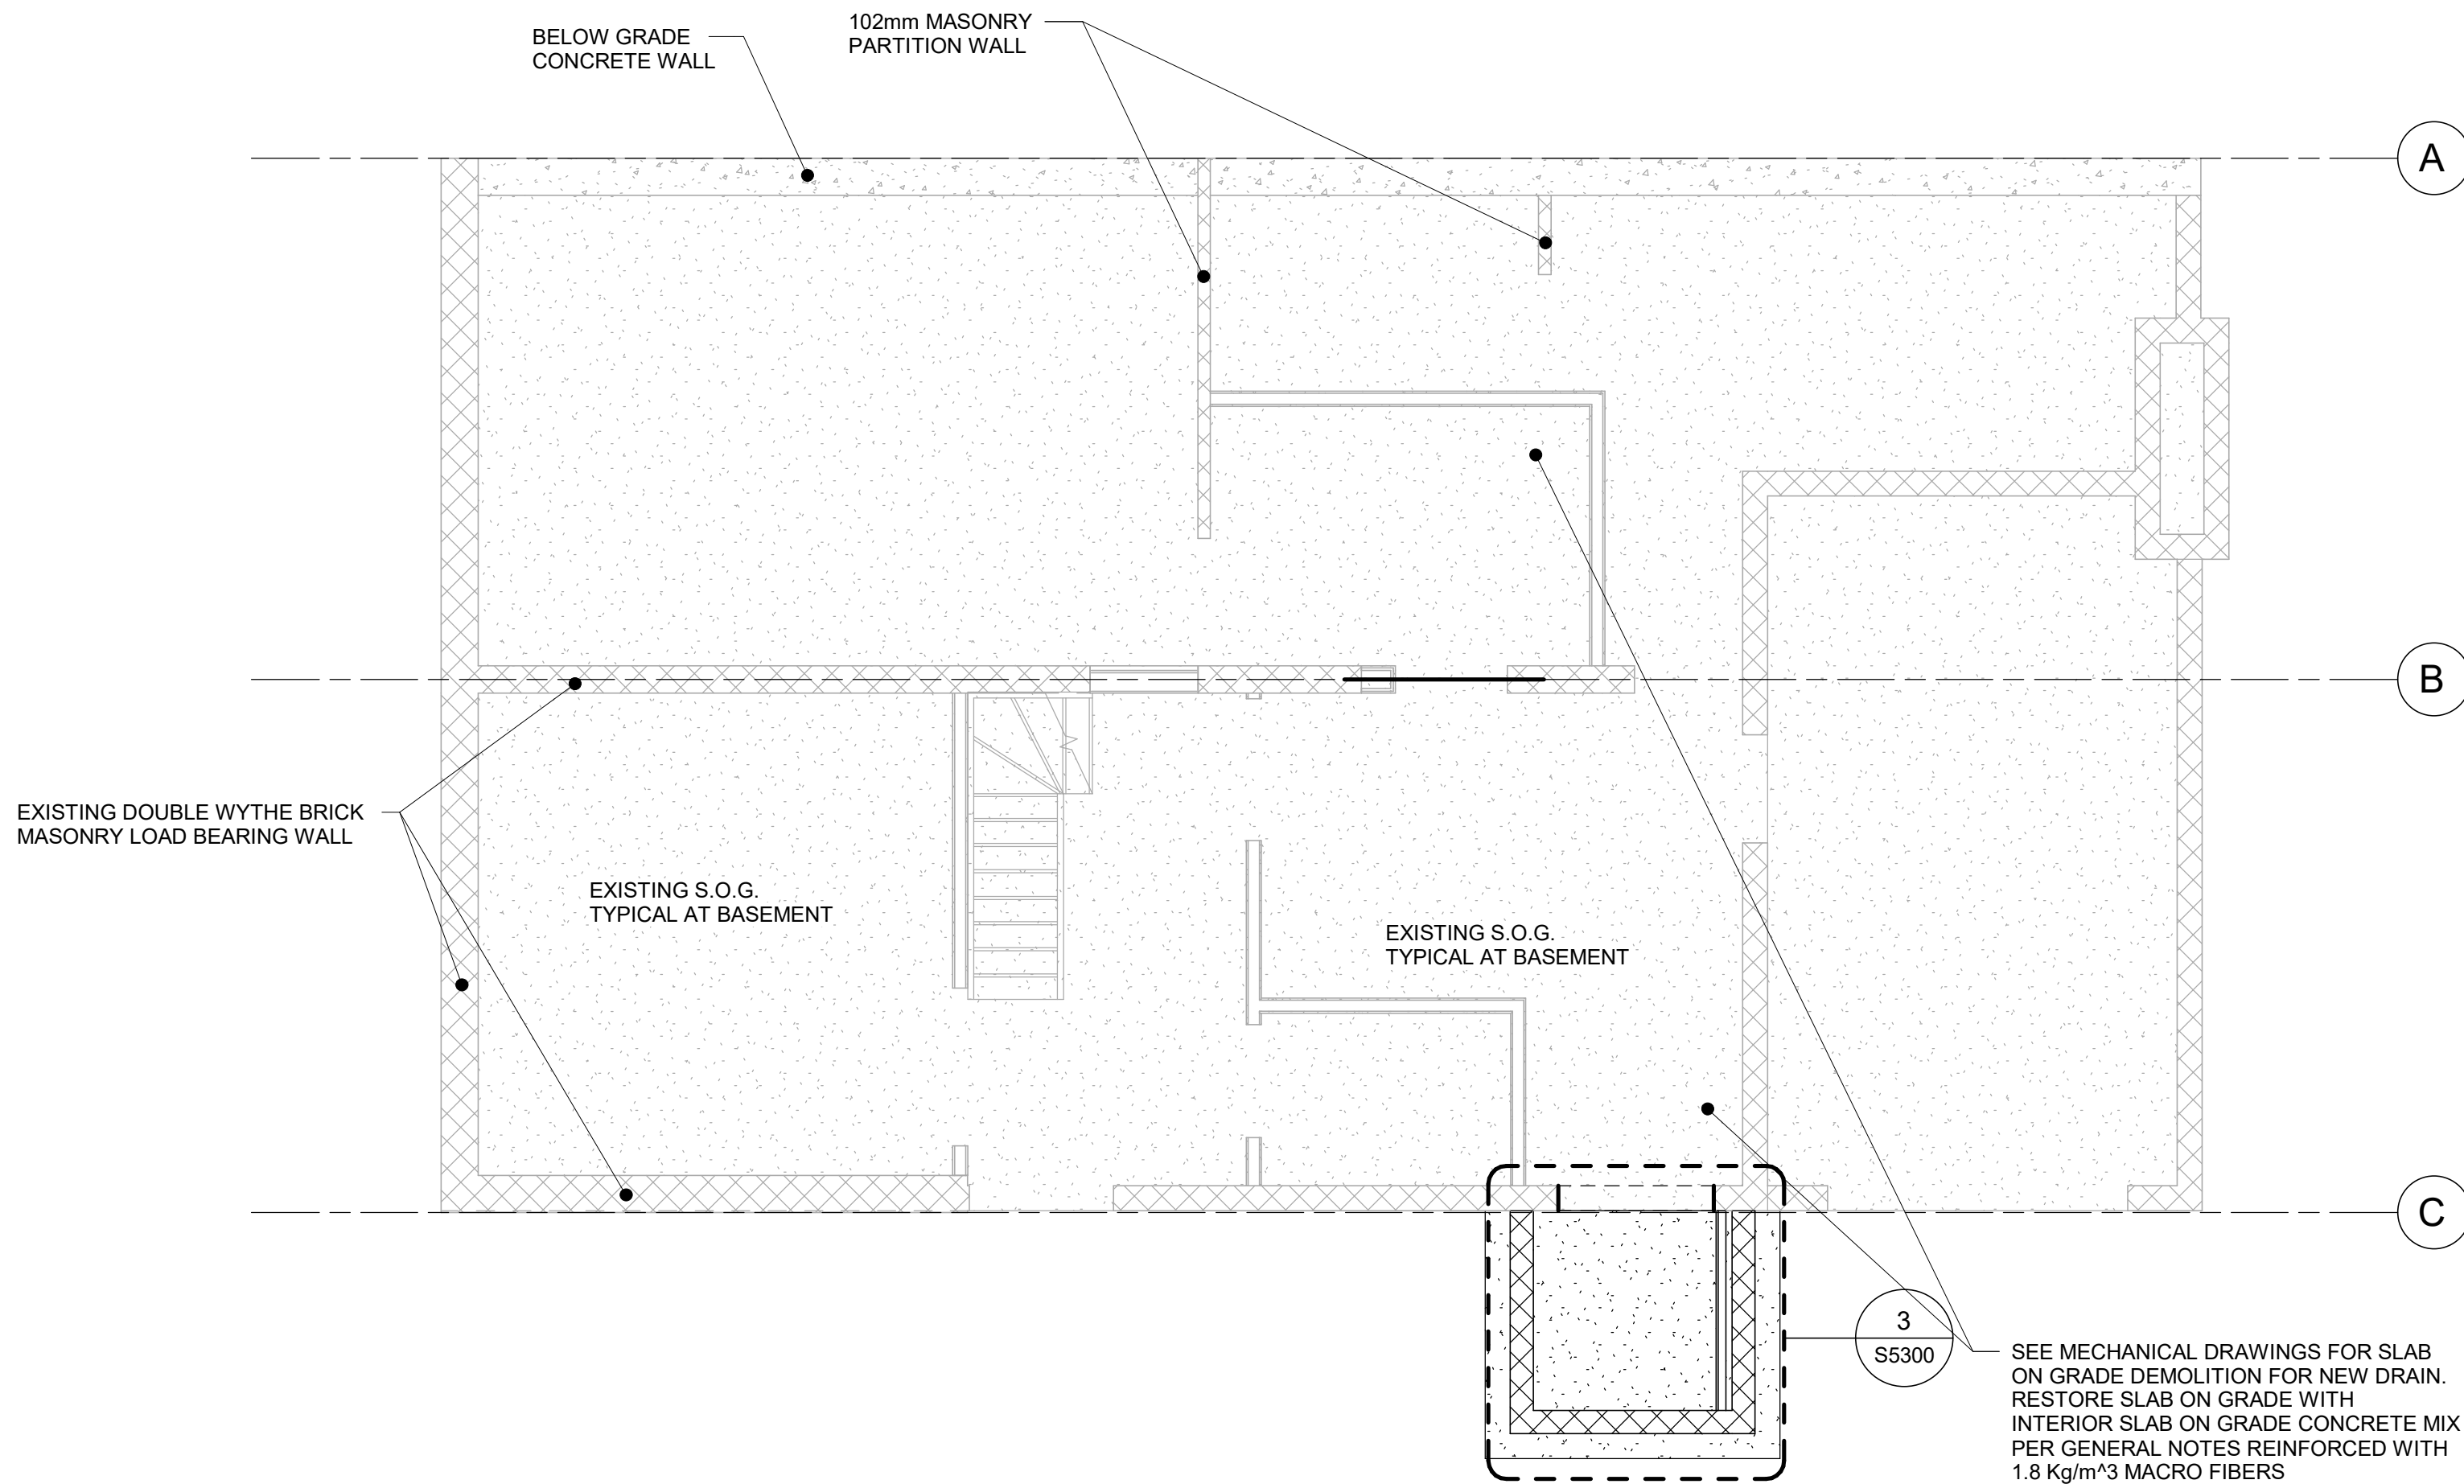 102mm MASONRY
PARTITION WALL
BELOW GRADE
CONCRETE WALL
A
B
EXISTING DOUBLE WYTHE BRICK
MASONRY LOAD BEARING WALL
EXISTING S.O.G.
TYPICAL AT BASEMENT
EXISTING S.O.G.
TYPICAL AT BASEMENT
C
3
S5300
SEE MECHANICAL DRAWINGS FOR SLAB
ON GRADE DEMOLITION FOR NEW DRAIN.
RESTORE SLAB ON GRADE WITH
INTERIOR SLAB ON GRADE CONCRETE MIX
PER GENERAL NOTES REINFORCED WITH
1.8 Kg/m^3 MACRO FIBERS